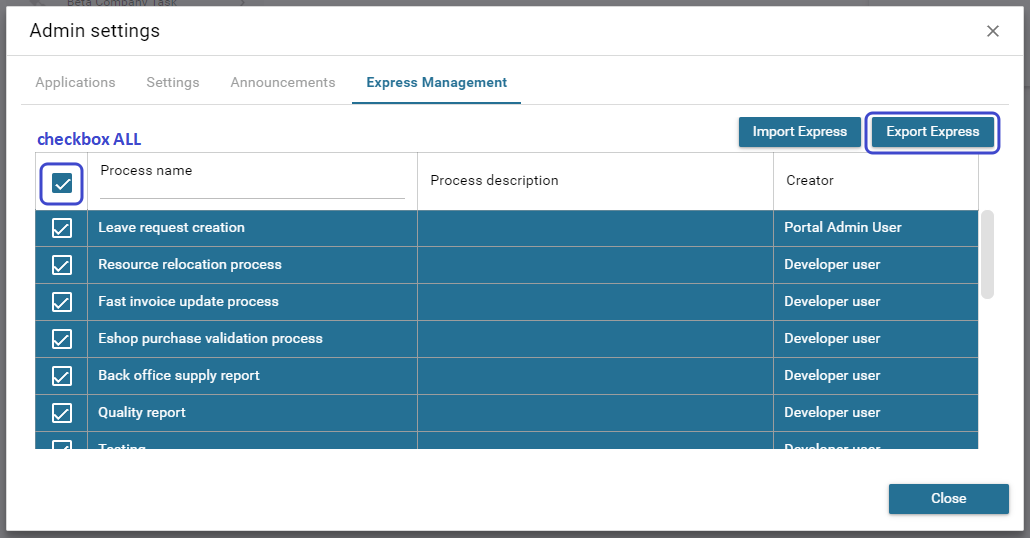 Beta Company Task
Admin settings
Applications Settings Announcements Express Management
checkbox ALL
Import Express Export Express
Process name Process description Creator
Leave request creation Portal Admin User
Resource relocation process Developer user
Fast invoice update process Developer user
Eshop purchase validation process Developer user
Back office supply report Developer user
Quality report Developer user
Testing Developer user
Close